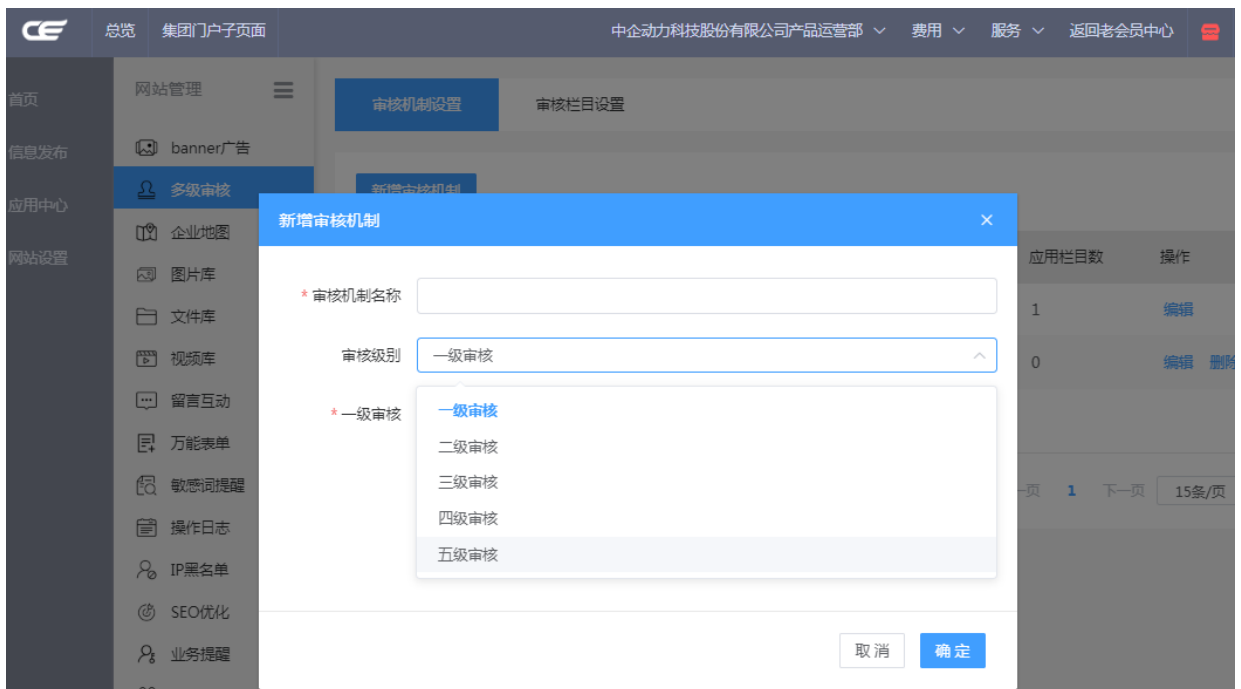 CE 总览 集团门户子页面 中企动力科技股份有限公司产品运营部 费用 服务 返回老会员中心
首页
信息发布
应用中心
网站设置
网站管理
banner广告
多级审核
企业地图
图片库
文件库
视频库
留言互动
万能表单
敏感词提醒
操作日志
IP黑名单
SEO优化
业务提醒
审核机制设置 审核栏目设置
新增审核机制
应用栏目数 操作
1 编辑
0 编辑 删除
一页 1 下一页 15条/页
新增审核机制
* 审核机制名称
审核级别 一级审核
* 一级审核
一级审核
二级审核
三级审核
四级审核
五级审核
取消 确定